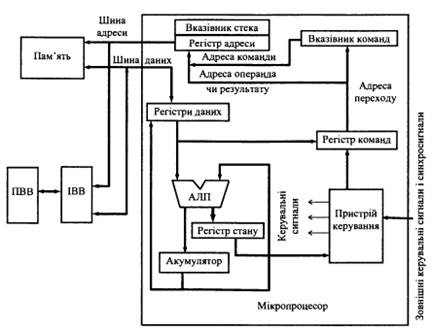 Шина
адреси
Вказівник стека
Регістр адреси
Вказівник команд
Адреса команди
Пам’ять
Шина даних
Адреса операнда
чи результату
Адреса
переходу
Регістри даних
Регістр команд
ПВВ
ІВВ
АЛП
Регістр стану
Керувальні
сигнали
Пристрій
керування
Акумулятор
Мікропроцесор
Зовнішні керувальні сигнали і синхросигнали